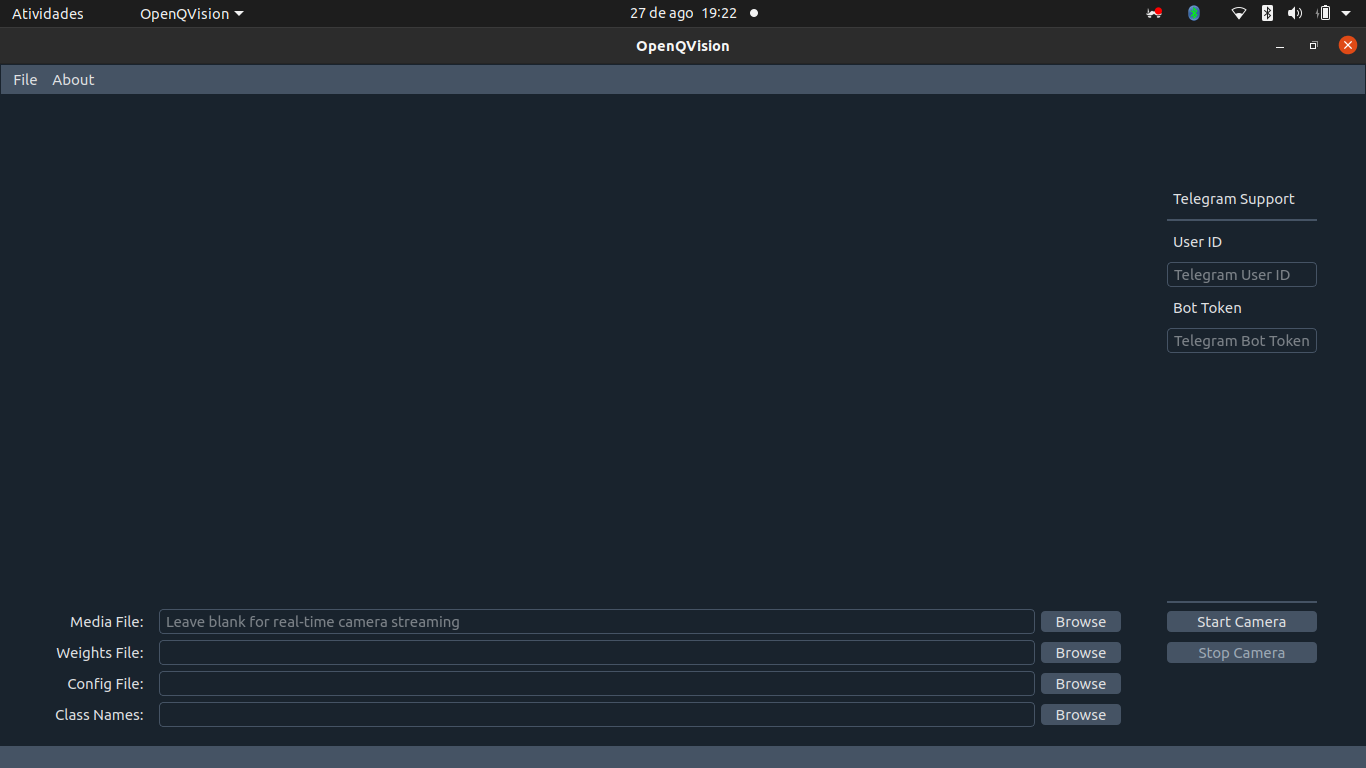 Atividades OpenQVision 27 de ago 19:22
OpenQVision
File About
Telegram Support
User ID
Telegram User ID
Bot Token
Telegram Bot Token
Media File: Leave blank for real-time camera streaming Browse Start Camera
Weights File: Browse Stop Camera
Config File: Browse
Class Names: Browse